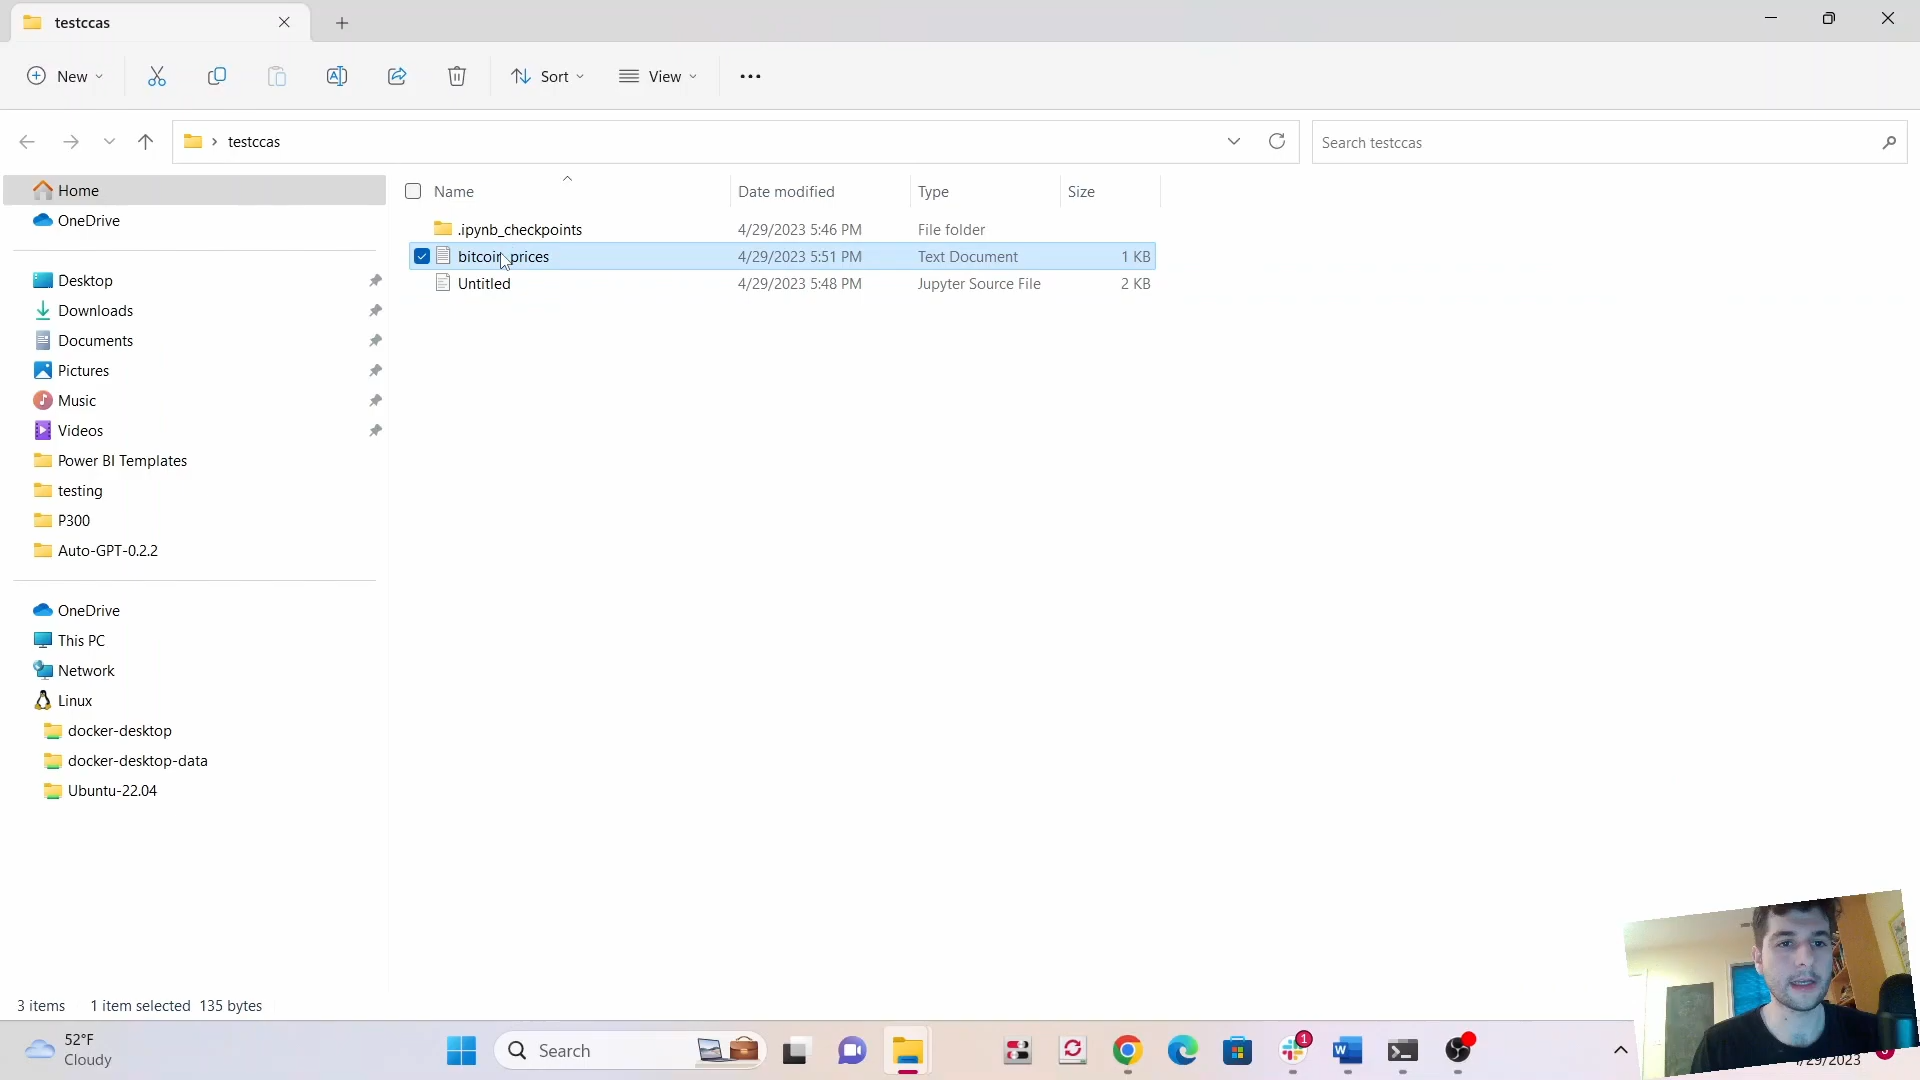 testccas
New
Sort
View
testccas
Search testccas
Home
OneDrive
Desktop
Downloads
Documents
Pictures
Music
Videos
Power BI Templates
testing
P300
Auto-GPT-0.2.2
OneDrive
This PC
Network
Linux
docker-desktop
docker-desktop-data
Ubuntu-22.04
Name Date modified Type Size
.ipynb_checkpoints 4/29/2023 5:46 PM File folder
bitcoin_prices 4/29/2023 5:51 PM Text Document 1 KB
Untitled 4/29/2023 5:48 PM Jupyter Source File 2 KB
3 items 1 item selected 135 bytes
52°F
Cloudy
Search
1